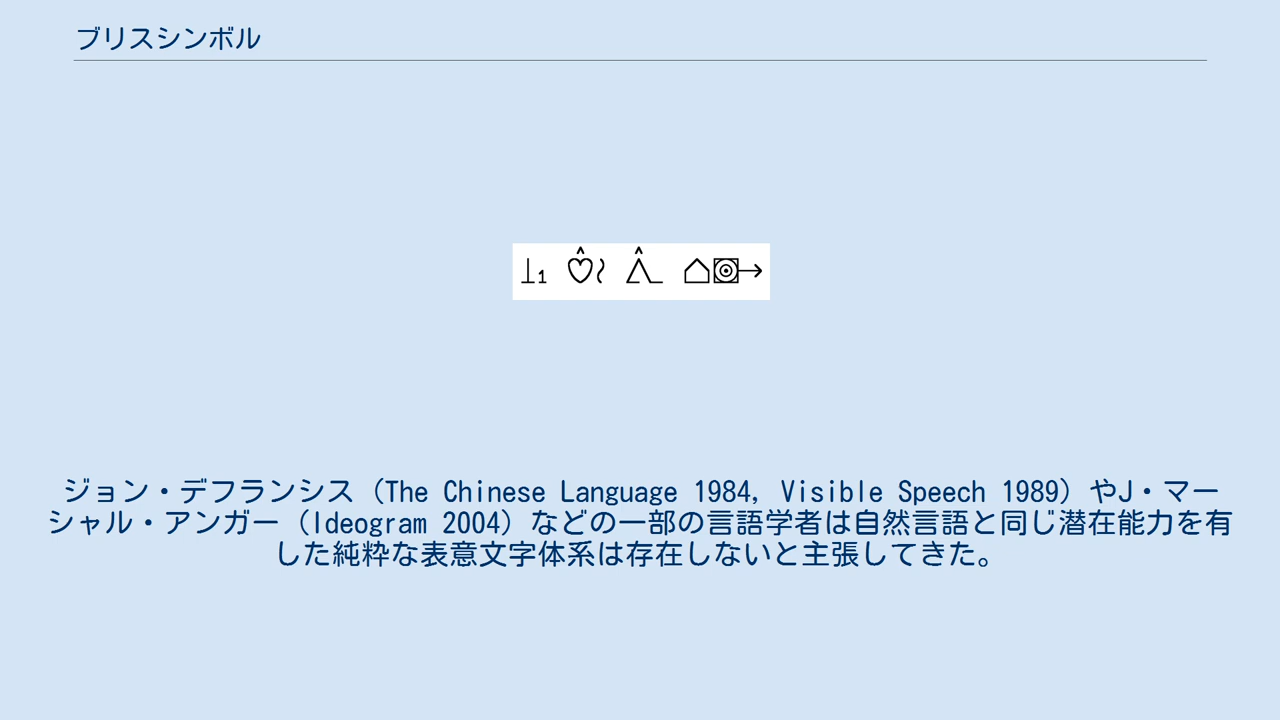 ブリスシンボル
ジョン・デフランシス（The Chinese Language 1984, Visible Speech 1989）やJ・マー
シャル・アンガー（Ideogram 2004）などの一部の言語学者は自然言語と同じ潜在能力を有
した純粋な表意文字体系は存在しないと主張してきた。